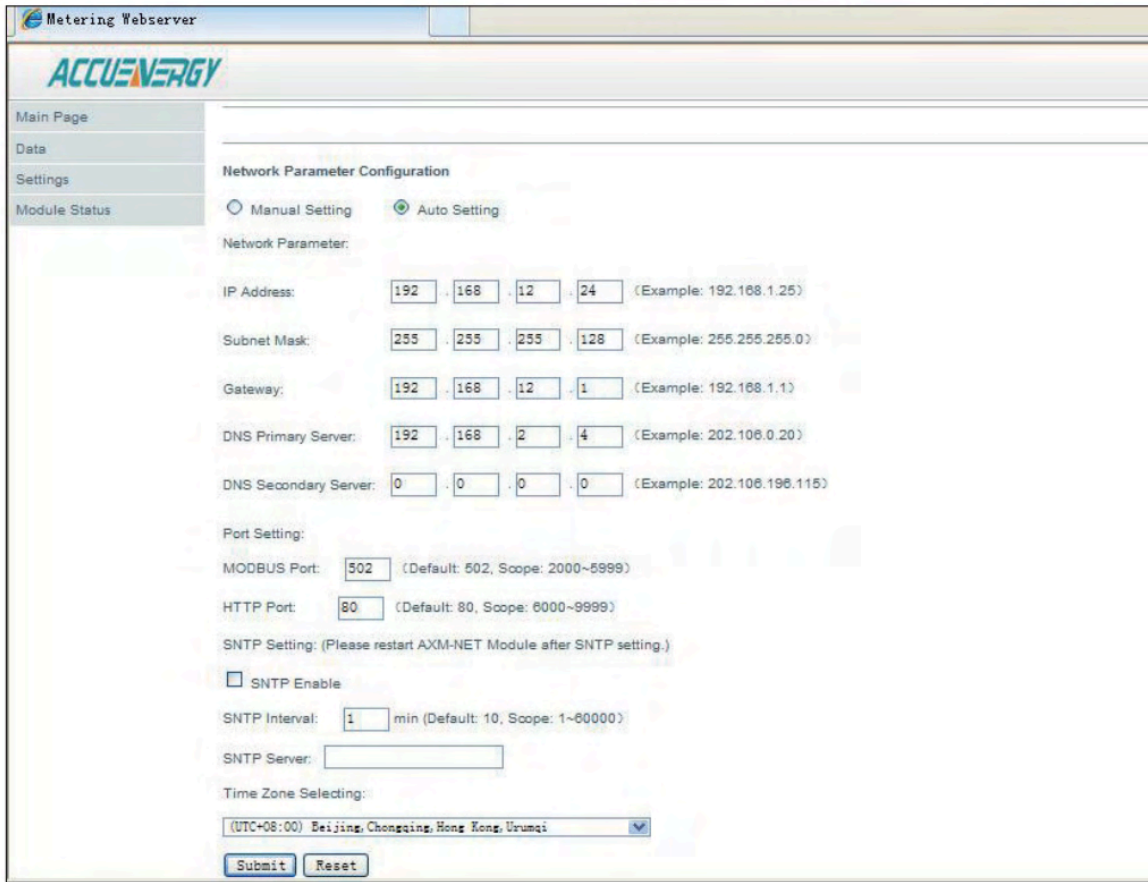 Metering Webserver
ACCUENERGY
Main Page
Data
Settings
Module Status
Network Parameter Configuration
Manual Setting Auto Setting
Network Parameter:
IP Address: 192 . 168 . 12 . 24 (Example: 192.168.1.25)
Subnet Mask: 255 . 255 . 255 . 128 (Example: 255.255.255.0)
Gateway: 192 . 168 . 12 . 1 (Example: 192.168.1.1)
DNS Primary Server: 192 . 168 . 2 . 4 (Example: 202.106.0.20)
DNS Secondary Server: 0 . 0 . 0 . 0 (Example: 202.106.196.115)
Port Setting:
MODBUS Port: 502 (Default: 502, Scope: 2000~5999)
HTTP Port: 80 (Default: 80, Scope: 6000~9999)
SNTP Setting: (Please restart AXM-NET Module after SNTP setting.)
SNTP Enable
SNTP Interval: 1 min (Default: 10, Scope: 1~60000)
SNTP Server:
Time Zone Selecting:
(UTC+08:00) Beijing,Chongqing,Hong Kong,Urumqi
Submit Reset